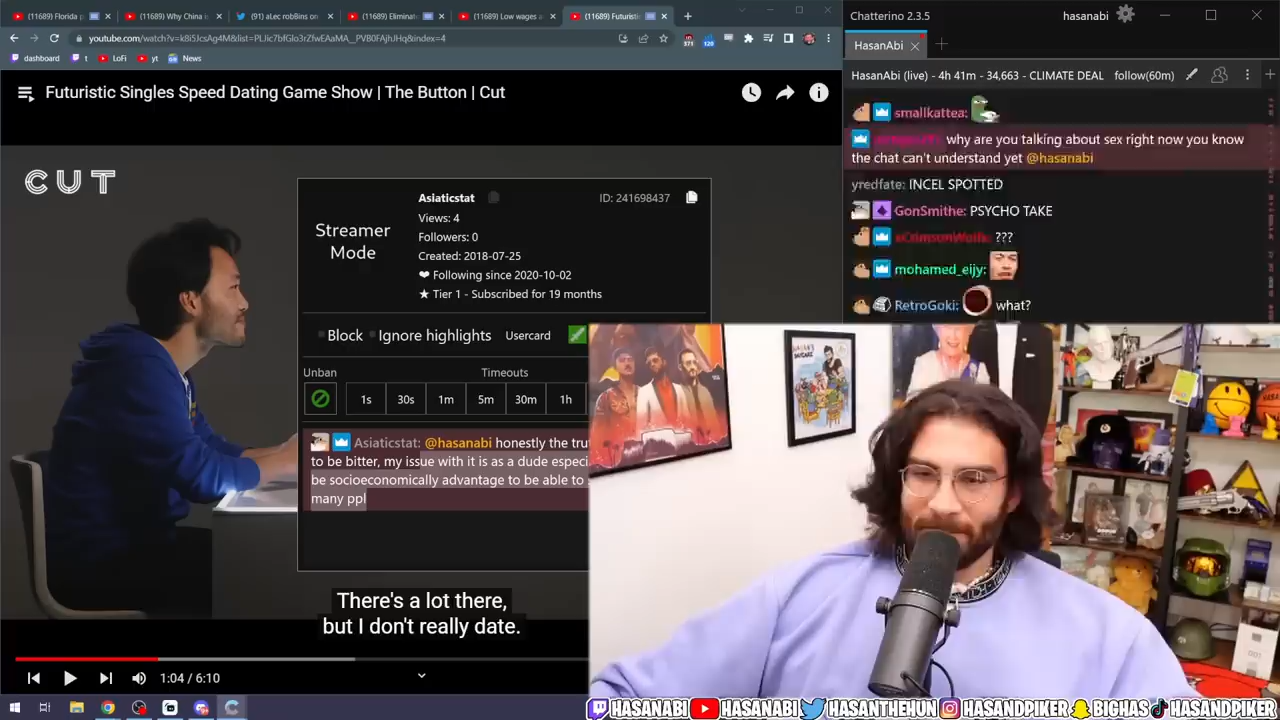 (11689) Florida p
(11689) Why China is
(91) aLec robBins on
(11689) Eliminat
(11689) Low wages a
(11689) Futuristi
youtube.com/watch?v=k8i5JcsAg4M&list=PLJic7bfGlo3rZfwEAaMA__PVB0FAjhJHq&index=4
371
128
dashboard
t
LoFi
yt
News
Futuristic Singles Speed Dating Game Show | The Button | Cut
CUT
Streamer
Mode
Asiaticstat
ID: 241698437
Views: 4
Followers: 0
Created: 2018-07-25
❤ Following since 2020-10-02
★ Tier 1 - Subscribed for 19 months
Block
Ignore highlights
Usercard
Unban
Timeouts
1s
30s
1m
5m
30m
1h
Asiaticstat: @hasanabi honestly the trut
to be bitter, my issue with it is as a dude especi
be socioeconomically advantage to be able to
many ppl
There's a lot there,
but I don't really date.
1:04 / 6:10
Chatterino 2.3.5
hasanabi
HasanAbi
HasanAbi (live) - 4h 41m - 34,663 - CLIMATE DEAL
follow(60m)
smallkattea:
why are you talking about sex right now you know
the chat can't understand yet @hasanabi
yredfate: INCEL SPOTTED
GonSmithe: PSYCHO TAKE
xCrimsonWolfx: ???
mohamed_eijy:
RetroGoki: what?
HASANABI
HASANABI
HASANTHEHUN
HASANDPIKER
BIGHAS
HASANDPIKER